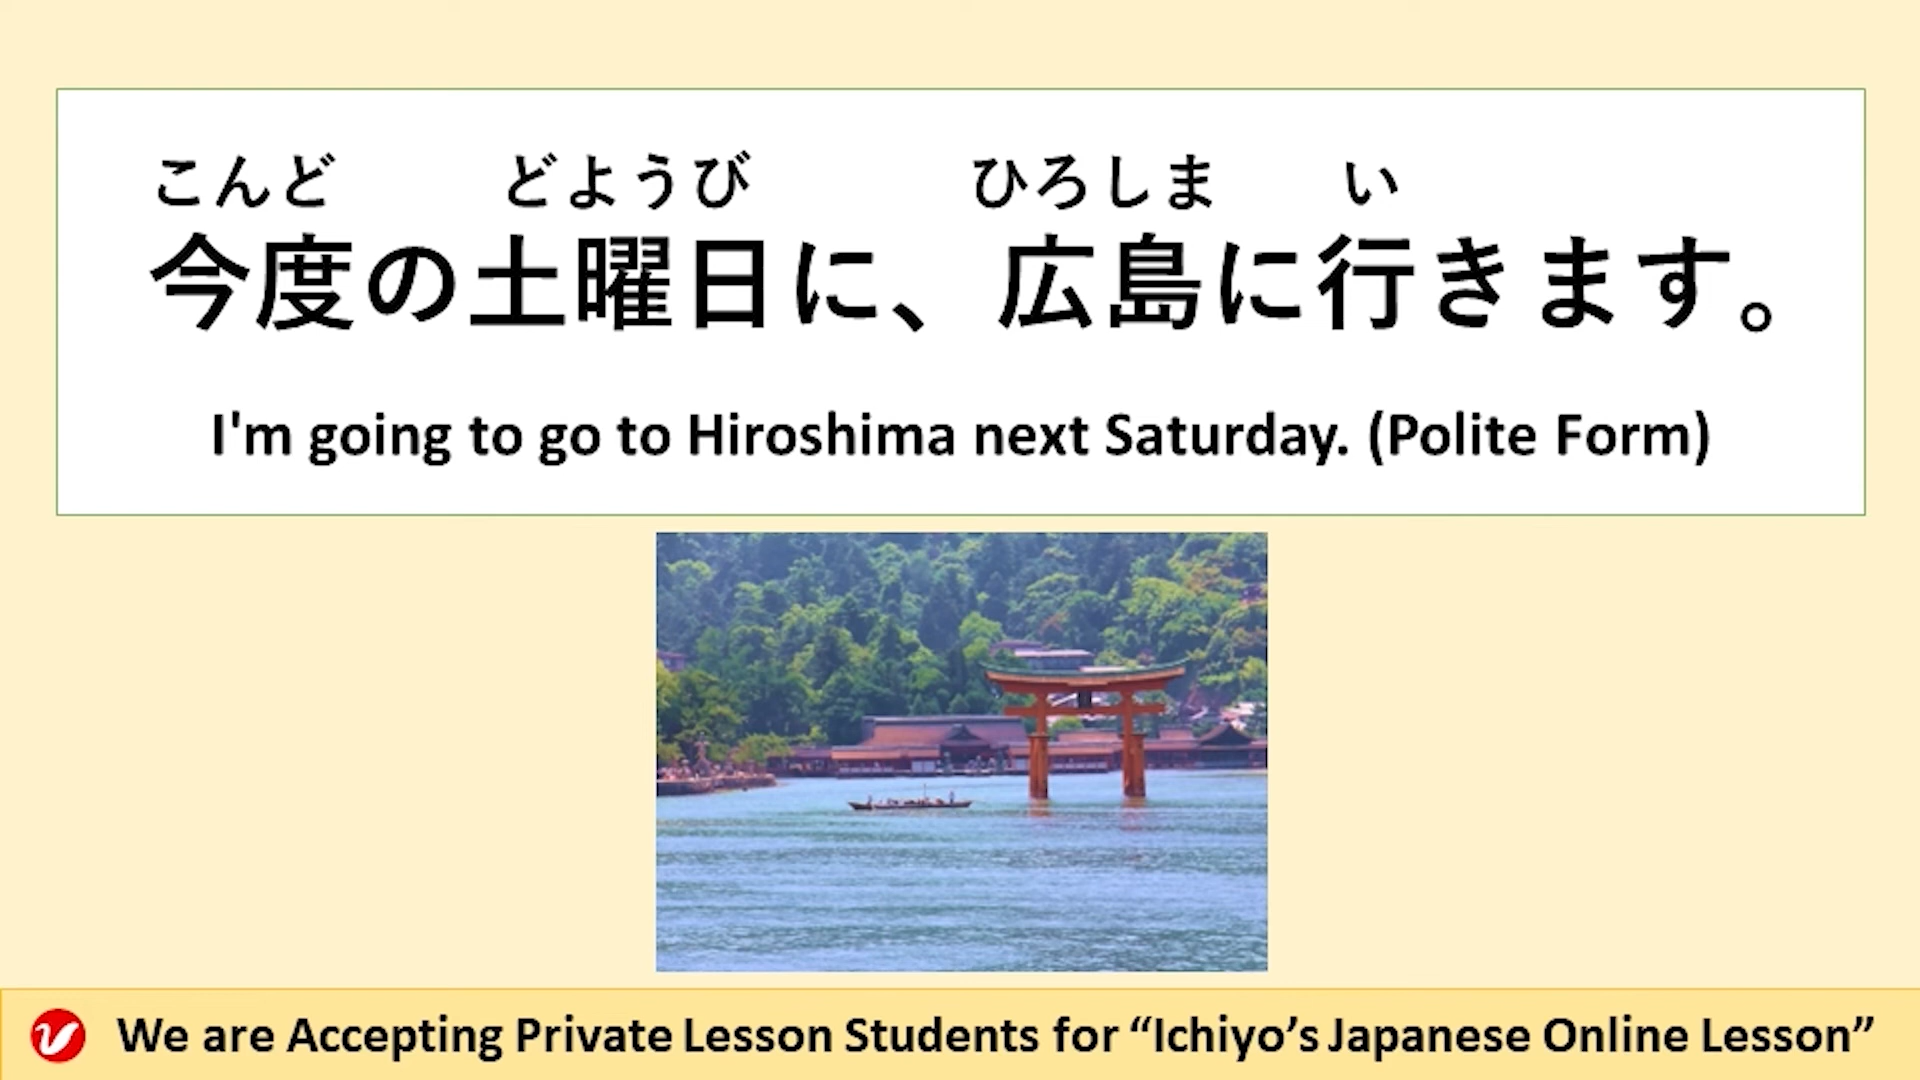 こんど どようび ひろしま い
今度の土曜日に、広島に行きます。
I'm going to go to Hiroshima next Saturday. (Polite Form)
We are Accepting Private Lesson Students for “Ichiyo’s Japanese Online Lesson”